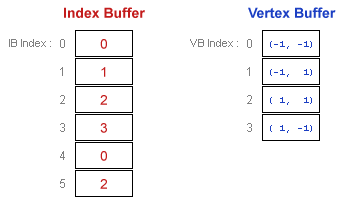 Index Buffer Vertex Buffer
IB Index : 0 0 VB Index : 0 (-1, -1)
1 1 1 (-1,  1)
2 2 2 ( 1,  1)
3 3 3 ( 1, -1)
4 0
5 2